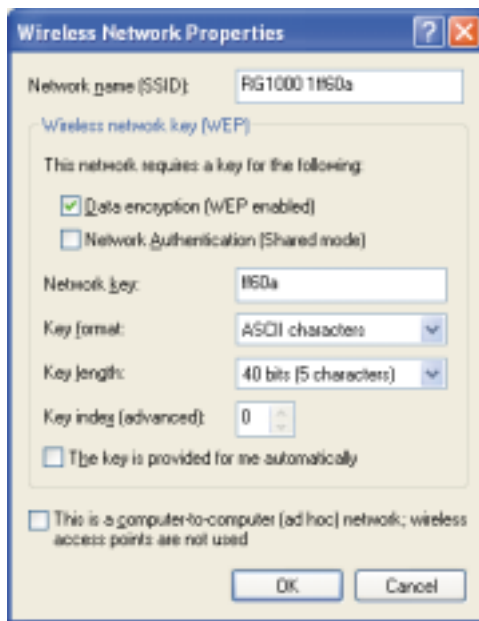 Wireless Network Properties
Network name (SSID): RG1000 1ff60a
Wireless network key (WEP)
This network requires a key for the following:
Data encryption (WEP enabled)
Network Authentication (Shared mode)
Network key: ff60a
Key format: ASCII characters
Key length: 40 bits (5 characters)
Key index (advanced): 0
The key is provided for me automatically
This is a computer-to-computer (ad hoc) network; wireless
access points are not used
OK Cancel